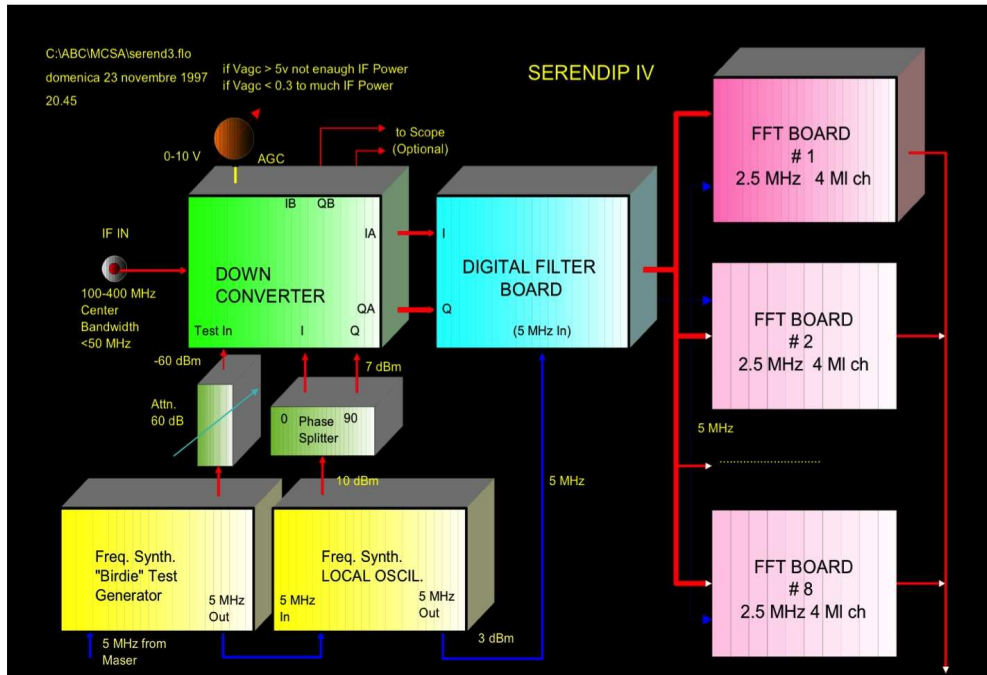 C:\ABC\MCSA\serend3.flo
domenica 23 novembre 1997
20.45
if Vagc > 5v not enaugh IF Power
if Vagc < 0.3 to much IF Power
SERENDIP IV
0-10 V
AGC
to Scope
(Optional)
IB QB
IA
QA
DOWN
CONVERTER
Test In
I
Q
IF IN
100-400 MHz
Center
Bandwidth
<50 MHz
I
Q
DIGITAL FILTER
BOARD
(5 MHz In)
FFT BOARD
# 1
2.5 MHz 4 Ml ch
FFT BOARD
# 2
2.5 MHz 4 Ml ch
5 MHz
FFT BOARD
# 8
2.5 MHz 4 Ml ch
-60 dBm
Attn.
60 dB
7 dBm
0 Phase 90
Splitter
10 dBm
5 MHz
Freq. Synth.
"Birdie" Test
Generator
5 MHz
Out
Freq. Synth.
LOCAL OSCIL.
5 MHz
In
5 MHz
Out
5 MHz from
Maser
3 dBm